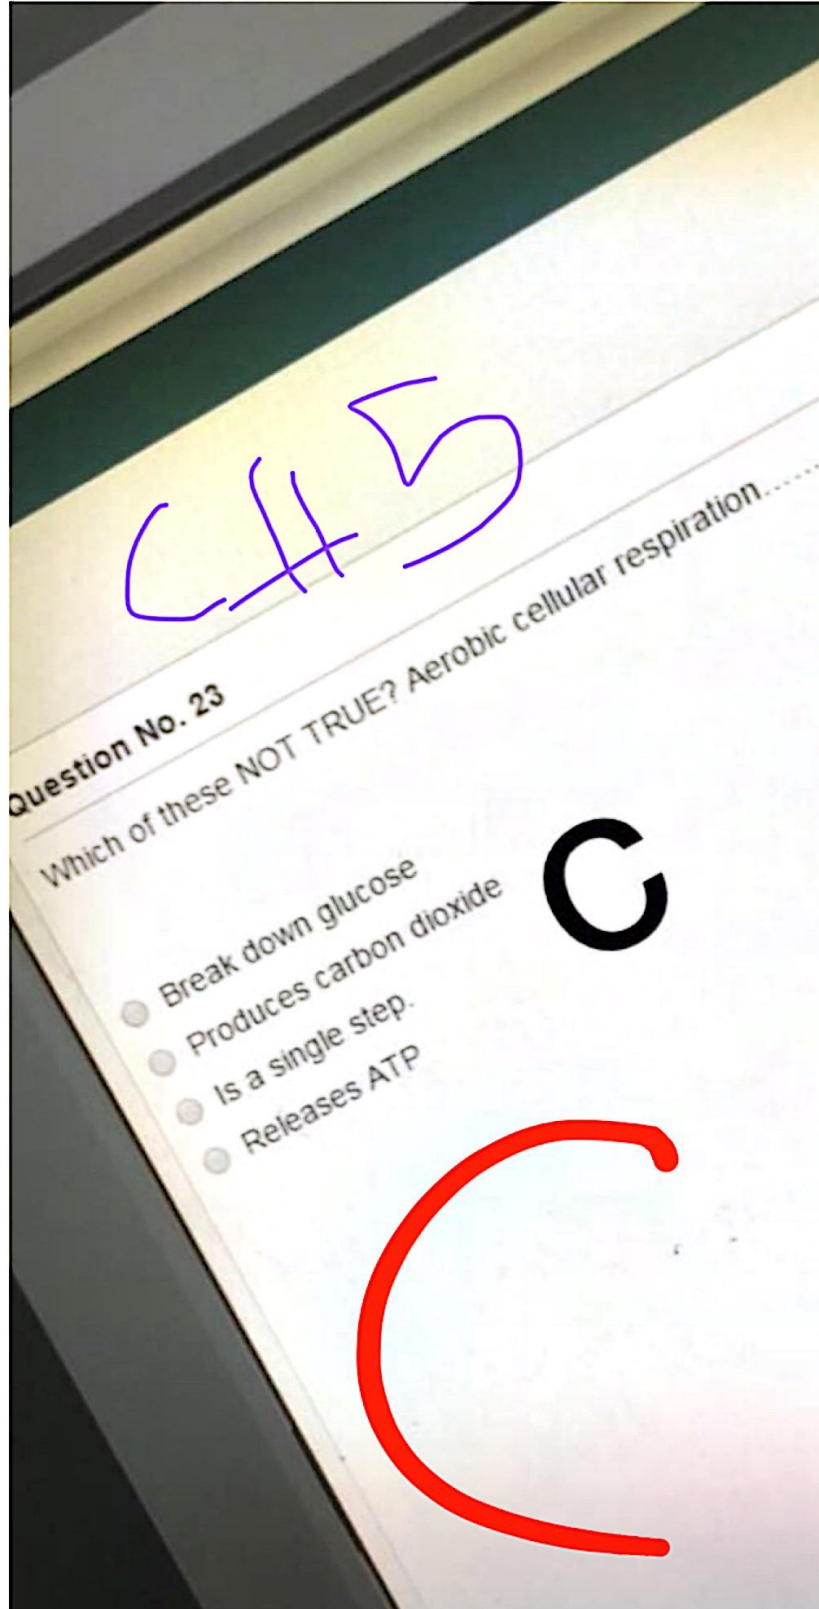 CH5
Question No. 23
Which of these NOT TRUE? Aerobic cellular respiration.......
Break down glucose
Produces carbon dioxide
Is a single step.
Releases ATP
C
C